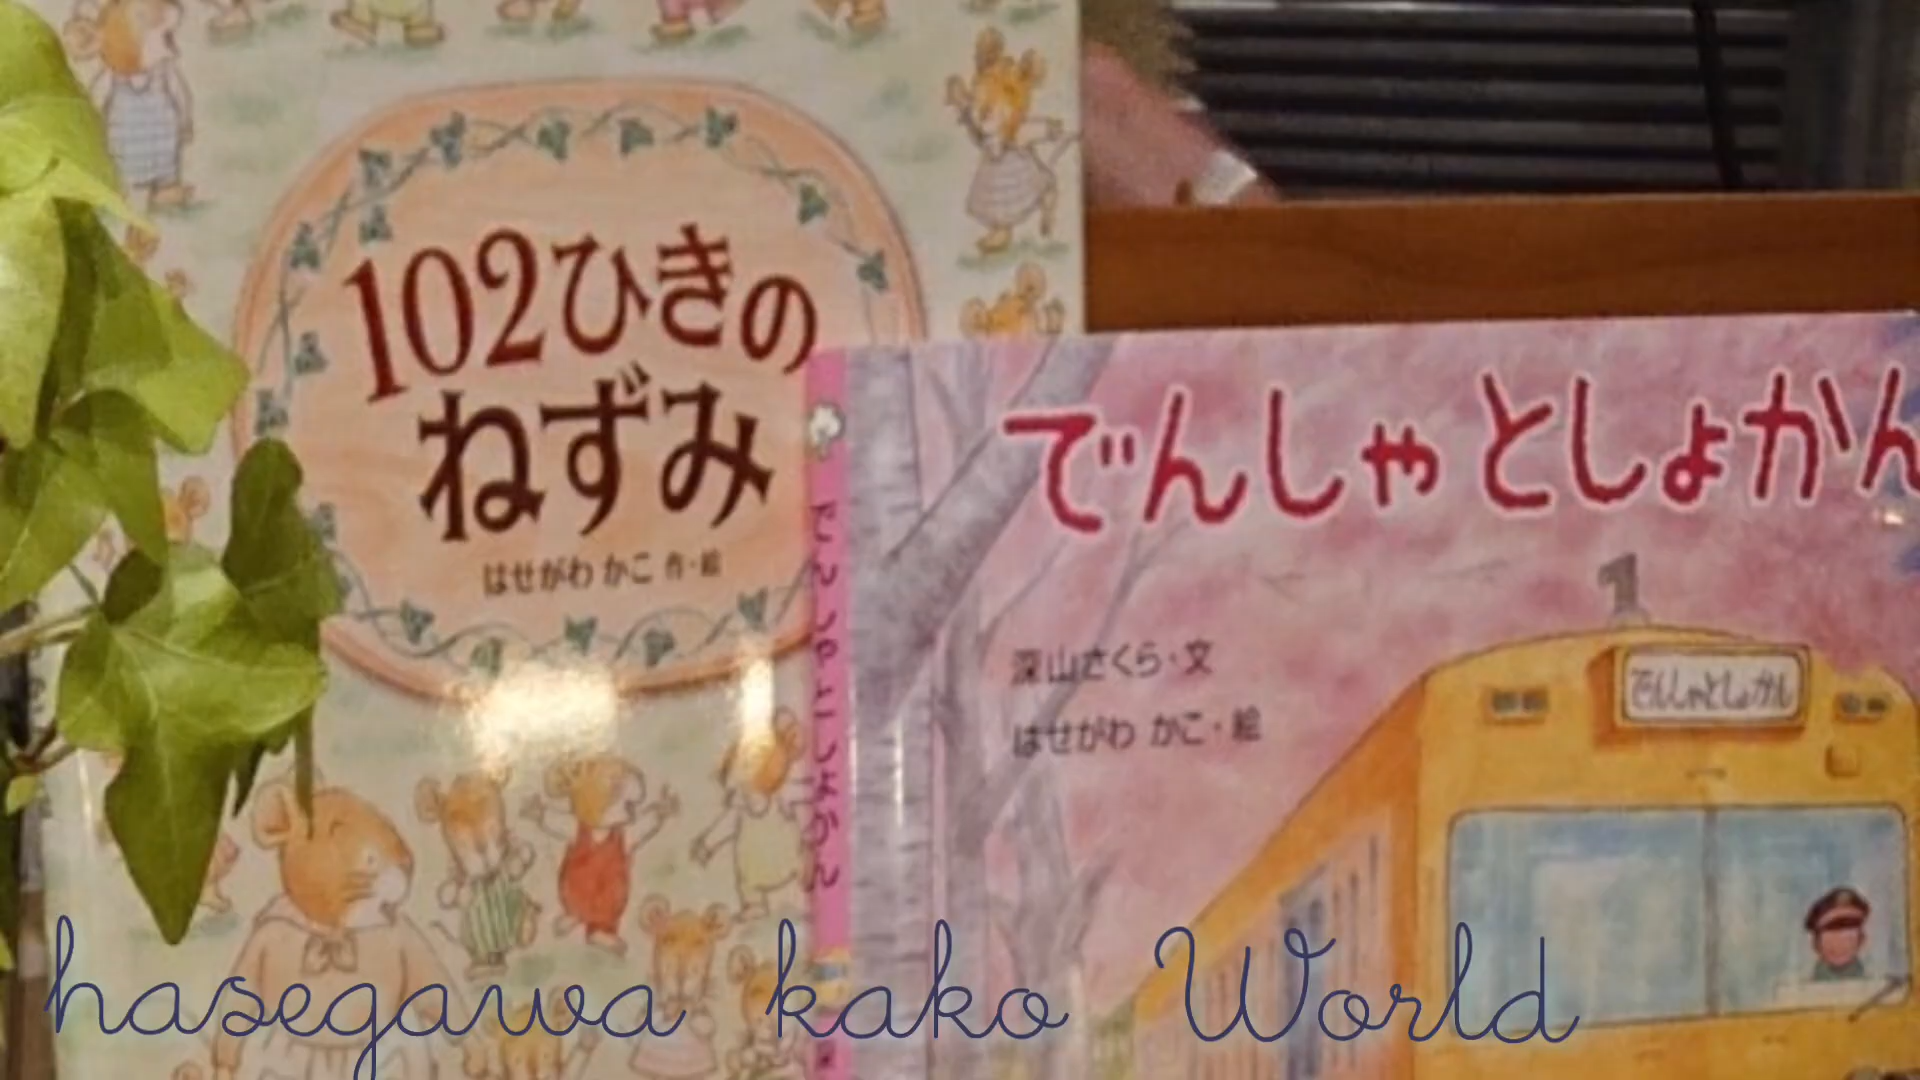 102ひきの
ねずみ
はせがわ かこ 作・絵
でんしゃとしょかん
でんしゃとしょかん
深山さくら・文
はせがわ かこ・絵
1
でんしゃとしょかん
hasegawa kako World